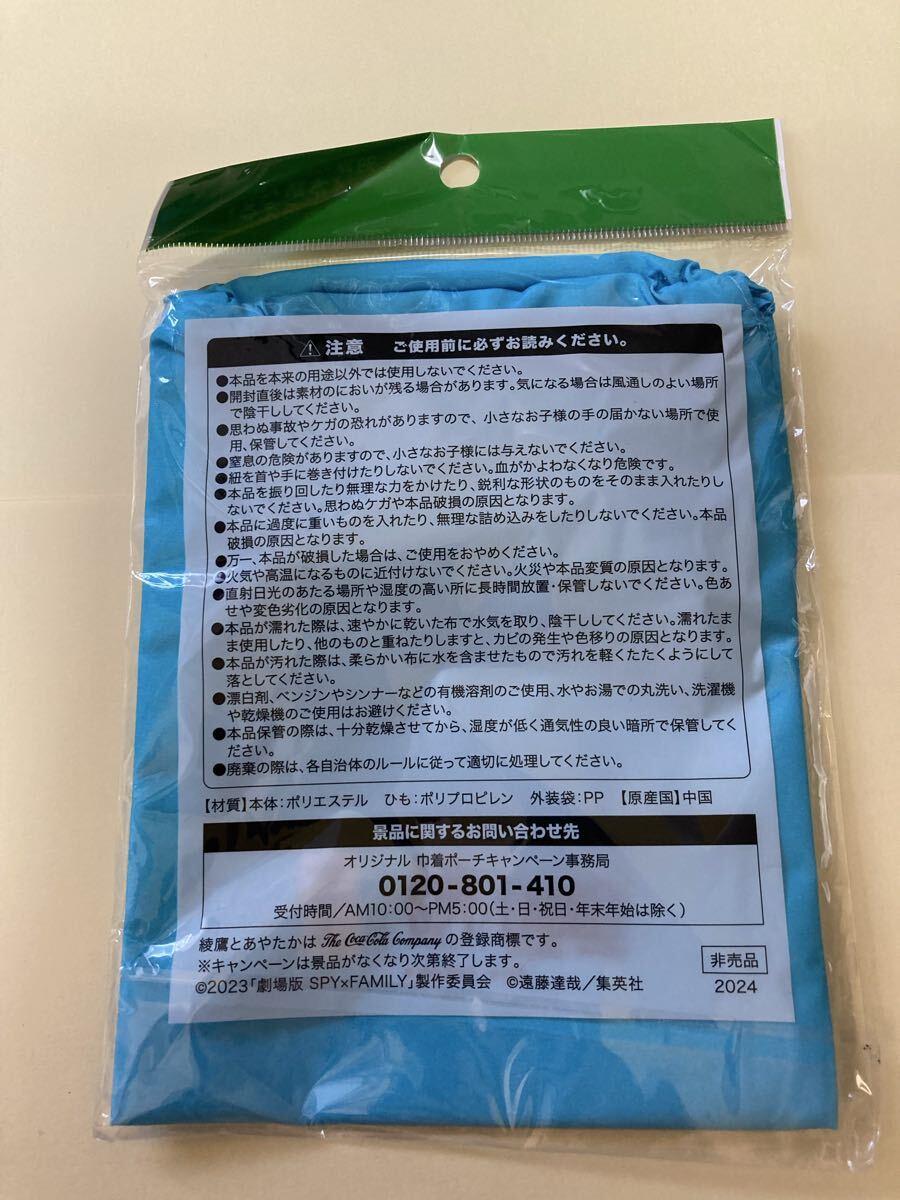 ⚠注意 ご使用前に必ずお読みください。
●本品を本来の用途以外では使用しないでください。
●開封直後は素材のにおいが残る場合があります。気になる場合は風通しのよい場所
で陰干ししてください。
●思わぬ事故やケガの恐れがありますので、小さなお子様の手の届かない場所で使
用、保管してください。
●窒息の危険がありますので、小さなお子様には与えないでください。
●紐を首や手に巻き付けたりしないでください。血がかよわなくなり危険です。
●本品を振り回したり無理な力をかけたり、鋭利な形状のものをそのまま入れたりし
ないでください。思わぬケガや本品破損の原因となります。
●本品に過度に重いものを入れたり、無理な詰め込みをしたりしないでください。本品
破損の原因となります。
●万一、本品が破損した場合は、ご使用をおやめください。
●火気や高温になるものに近付けないでください。火災や本品変質の原因となります。
●直射日光のあたる場所や湿度の高い所に長時間放置・保管しないでください。色あ
せや変色劣化の原因となります。
●本品が濡れた際は、速やかに乾いた布で水気を取り、陰干ししてください。濡れたま
ま使用したり、他のものと重ねたりしますと、カビの発生や色移りの原因となります。
●本品が汚れた際は、柔らかい布に水を含ませたもので汚れを軽くたたくようにして
落としてください。
●漂白剤、ベンジンやシンナーなどの有機溶剤のご使用、水やお湯での丸洗い、洗濯機
や乾燥機のご使用はお避けください。
●本品保管の際は、十分乾燥させてから、湿度が低く通気性の良い暗所で保管してく
ださい。
●廃棄の際は、各自治体のルールに従って適切に処理してください。
【材質】本体:ポリエステル ひも:ポリプロピレン 外装袋:PP 【原産国】中国
景品に関するお問い合わせ先
オリジナル 巾着ポーチキャンペーン事務局
0120-801-410
受付時間/AM10:00〜PM5:00(土・日・祝日・年末年始は除く)
綾鷹とあやたかは The Coca-Cola Company の登録商標です。
※キャンペーンは景品がなくなり次第終了します。
©2023「劇場版 SPY×FAMILY」製作委員会 ©遠藤達哉/集英社
非売品
2024